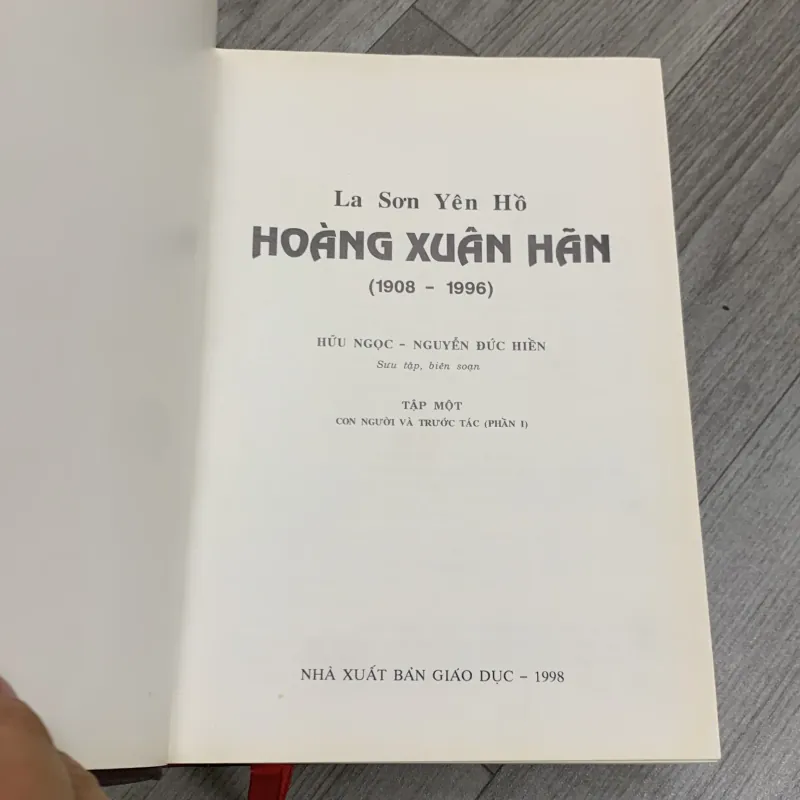 La Sơn Yên Hồ
HOÀNG XUÂN HÃN
(1908 - 1996)
HỮU NGỌC - NGUYỄN ĐỨC HIỀN
Sưu tập, biên soạn
TẬP MỘT
CON NGƯỜI VÀ TRƯỚC TÁC (PHẦN I)
NHÀ XUẤT BẢN GIÁO DỤC - 1998